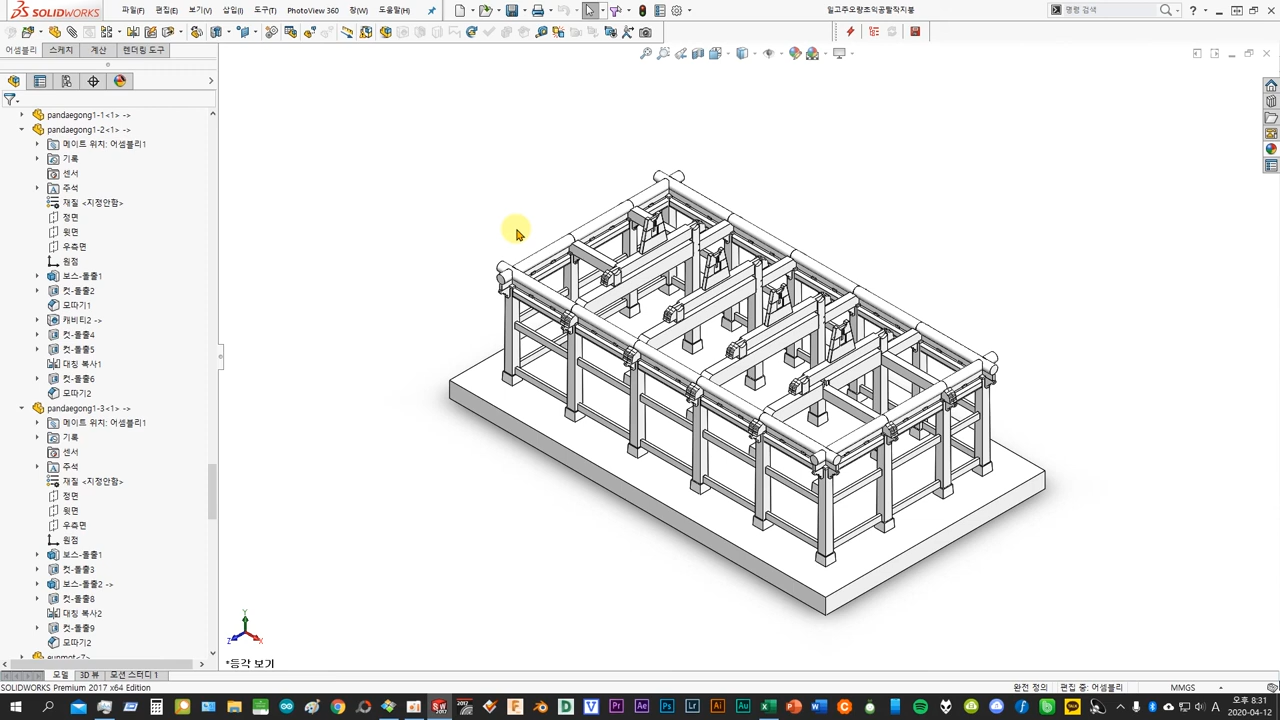 SOLIDWORKS
파일(F)
편집(E)
보기(V)
삽입(I)
도구(T)
PhotoView 360
창(W)
도움말(H)
일고주오량초익공팔작지붕
명령 검색
어셈블리
스케치
계산
렌더링 도구
pandaegong1-1<1> ->
pandaegong1-2<1> ->
메이트 위치: 어셈블리1
기록
센서
주석
재질 <지정안함>
정면
윗면
우측면
원점
보스-돌출1
컷-돌출2
모따기1
캐비티2 ->
컷-돌출4
컷-돌출5
대칭 복사1
컷-돌출6
모따기2
pandaegong1-3<1> ->
메이트 위치: 어셈블리1
기록
센서
주석
재질 <지정안함>
정면
윗면
우측면
원점
보스-돌출1
컷-돌출3
보스-돌출2 ->
컷-돌출8
대칭 복사2
컷-돌출9
모따기2
Y
X
Z
*등각 보기
모델
3D 뷰
모션 스터디 1
SOLIDWORKS Premium 2017 x64 Edition
완전 정의
편집 중: 어셈블리
MMGS
오후 8:31
2020-04-12